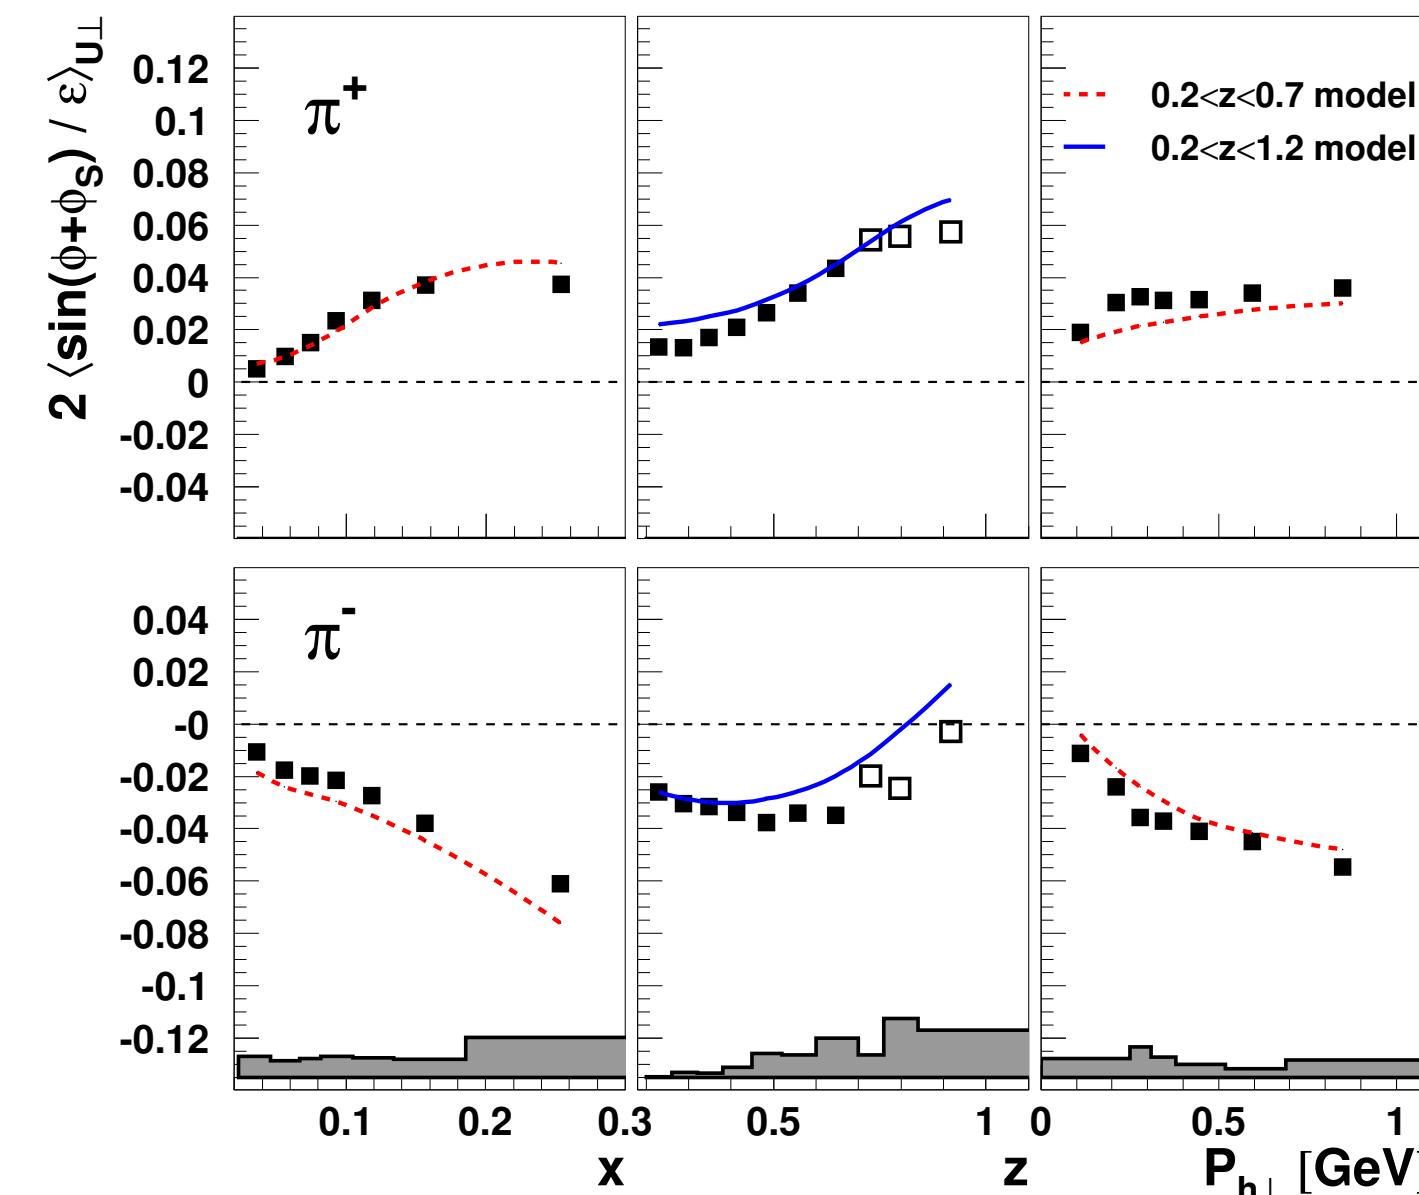 2 ⟨sin(ϕ+ϕS) / ε⟩U⊥
0.12
0.1
0.08
0.06
0.04
0.02
0
-0.02
-0.04
π+
0.2<z<0.7 model
0.2<z<1.2 model
0.04
0.02
-0
-0.02
-0.04
-0.06
-0.08
-0.1
-0.12
π-
0.1 0.2 0.3
0.5 1
0 0.5 1
x
z
Ph⊥ [GeV]